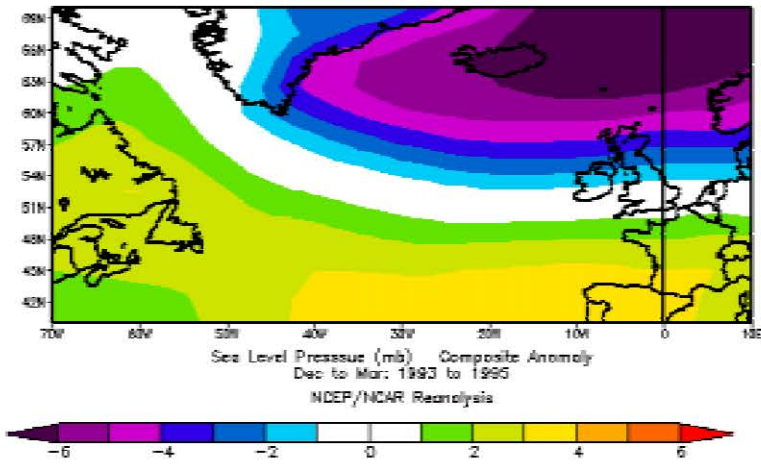 69N
66N
63N
60N
57N
54N
51N
48N
45N
42N
70W 60W 50W 40W 30W 20W 10W 0 10E
Sea Level Presssue (mb) Composite Anomaly
Dec to Mar: 1993 to 1995
NCEP/NCAR Reanalysis
-6 -4 -2 0 2 4 6